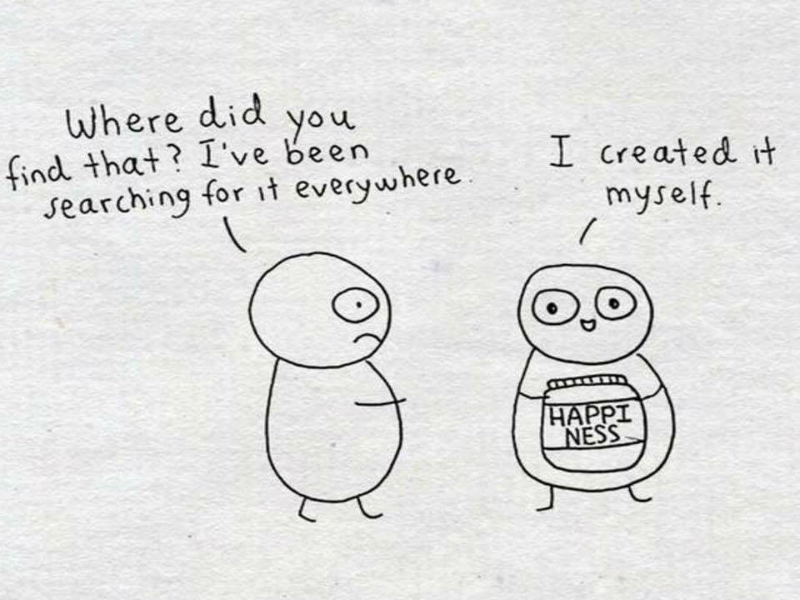 Where did you
find that? I've been
searching for it everywhere.
I created it
myself.
HAPPI
NESS